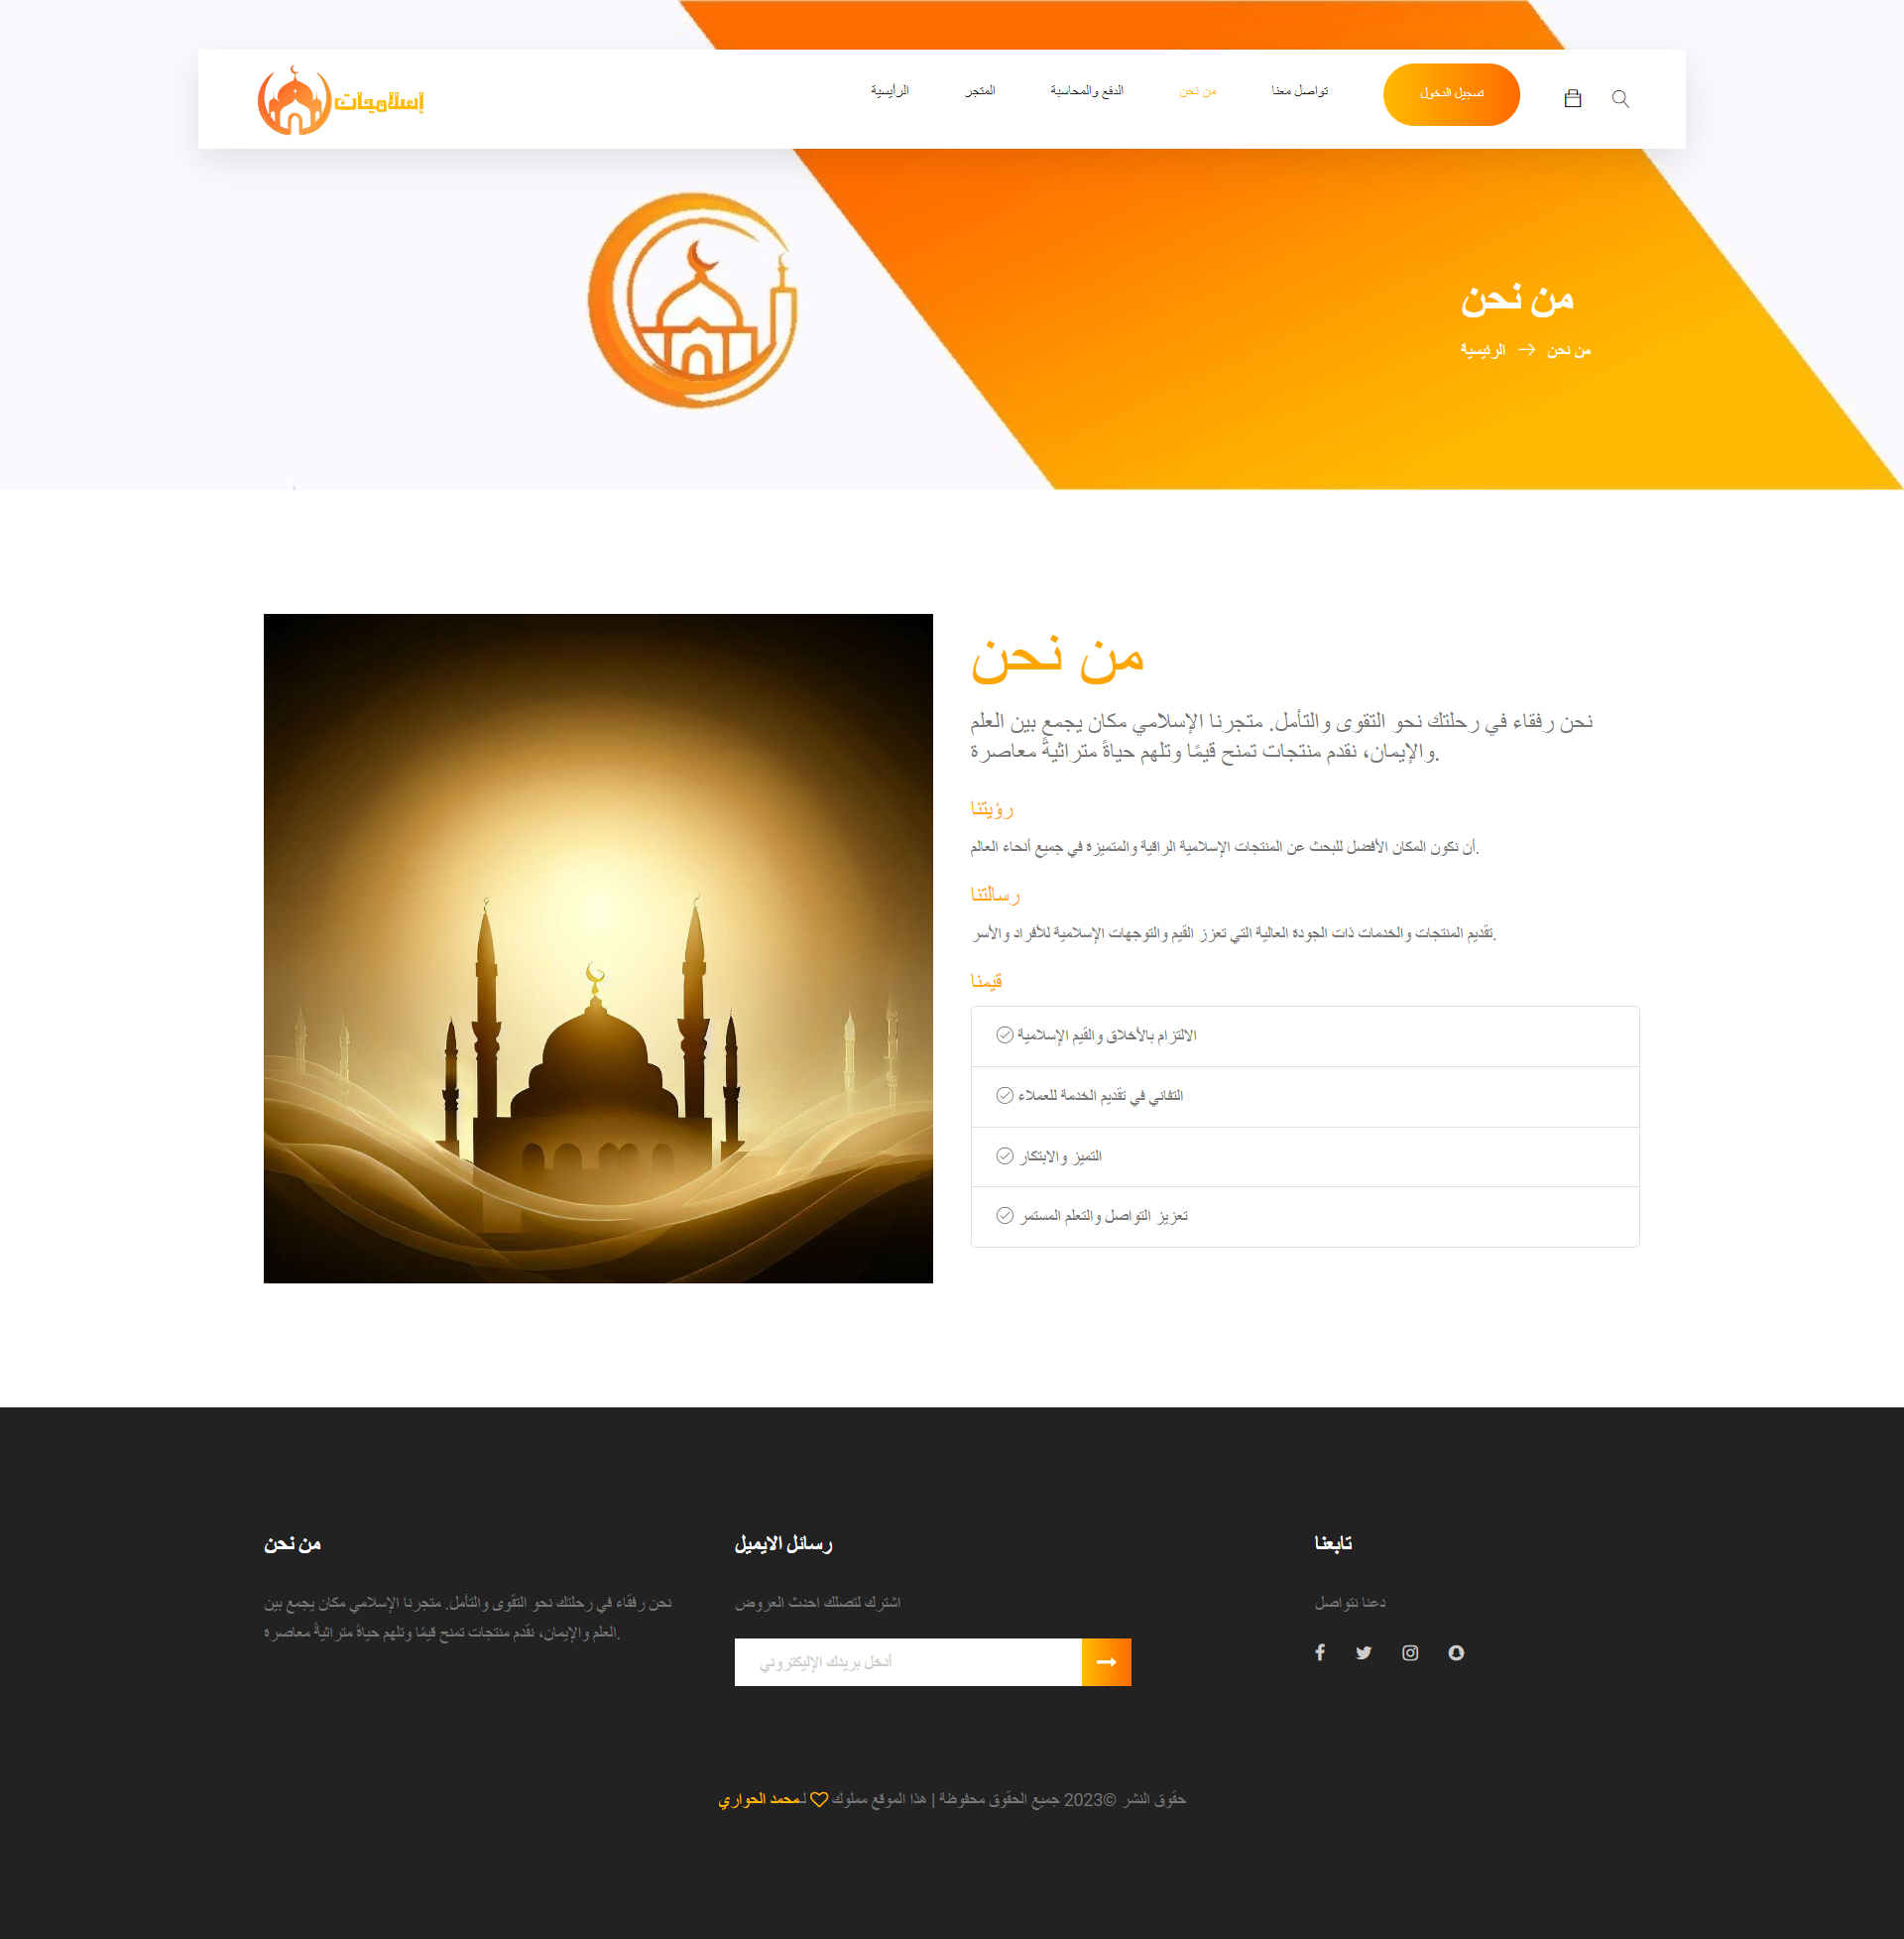 إسلاميات
الرأيسية
المتجر
الدفع والمحاسبة
من نحن
تواصل معنا
تسجيل الدخول
من نحن
من نحن → الرئيسية
من نحن
نحن رفقاء في رحلتك نحو التقوى والتأمل. متجرنا الإسلامي مكان يجمع بين العلم
والإيمان، نقدم منتجات تمنح قيمًا وتلهم حياةً متراثيةً معاصرة.
رؤيتنا
أن نكون المكان الأفضل للبحث عن المنتجات الإسلامية الراقية والمتميزة في جميع أنحاء العالم.
رسالتنا
تقديم المنتجات والخدمات ذات الجودة العالية التي تعزز القيم والتوجهات الإسلامية للأفراد والأسر.
قيمنا
الالتزام بالأخلاق والقيم الإسلامية
التفاني في تقديم الخدمة للعملاء
التميز والابتكار
تعزيز التواصل والتعلم المستمر
من نحن
نحن رفقاء في رحلتك نحو التقوى والتأمل. متجرنا الإسلامي مكان يجمع بين
العلم والإيمان، نقدم منتجات تمنح قيمًا وتلهم حياةً متراثيةً معاصرة.
رسائل الايميل
اشترك لتصلك احدث العروض
أدخل بريدك الإليكتروني
تابعنا
دعنا نتواصل
حقوق النشر ©2023 جميع الحقوق محفوظة | هذا الموقع مملوك ♡ لـمحمد الحواري